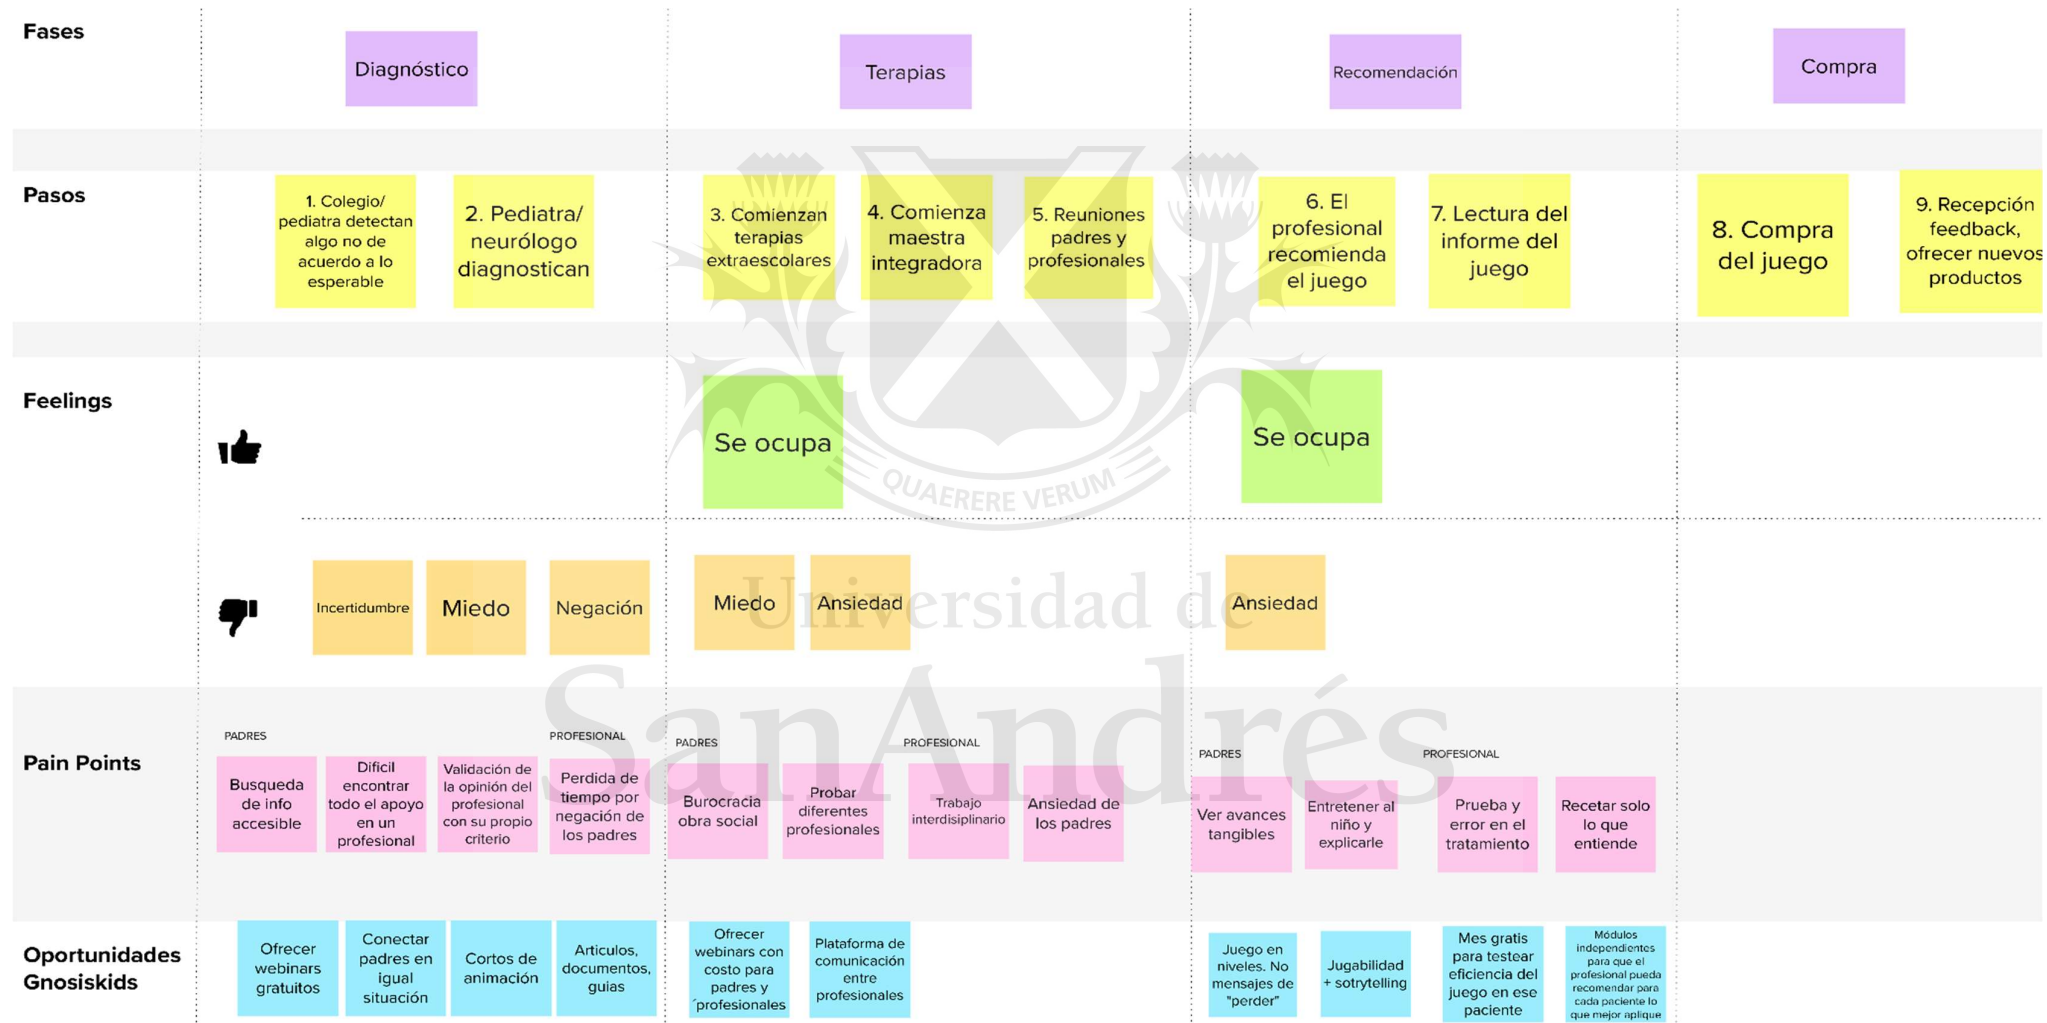 Fases
Diagnóstico
Terapias
Recomendación
Compra
Pasos
1. Colegio/
pediatra detectan
algo no de
acuerdo a lo
esperable
2. Pediatra/
neurólogo
diagnostican
3. Comienzan
terapias
extraescolares
4. Comienza
maestra
integradora
5. Reuniones
padres y
profesionales
6. El
profesional
recomienda
el juego
7. Lectura del
informe del
juego
8. Compra
del juego
9. Recepción
feedback,
ofrecer nuevos
productos
Feelings
Se ocupa
Se ocupa
QUAERERE VERUM
Incertidumbre
Miedo
Negación
Miedo
Ansiedad
Ansiedad
Universidad de
SanAndrés
Pain Points
PADRES
Busqueda
de info
accesible
Dificil
encontrar
todo el apoyo
en un
profesional
Validación de
la opinión del
profesional
con su propio
criterio
PROFESIONAL
Perdida de
tiempo por
negación de
los padres
PADRES
Burocracia
obra social
Probar
diferentes
profesionales
PROFESIONAL
Trabajo
interdisiplinario
Ansiedad de
los padres
PADRES
Ver avances
tangibles
Entretener al
niño y
explicarle
PROFESIONAL
Prueba y
error en el
tratamiento
Recetar solo
lo que
entiende
Oportunidades
Gnosiskids
Ofrecer
webinars
gratuitos
Conectar
padres en
igual
situación
Cortos de
animación
Articulos,
documentos,
guias
Ofrecer
webinars con
costo para
padres y
´profesionales
Plataforma de
comunicación
entre
profesionales
Juego en
niveles. No
mensajes de
"perder"
Jugabilidad
+ sotrytelling
Mes gratis
para testear
eficiencia del
juego en ese
paciente
Módulos
independientes
para que el
profesional pueda
recomendar para
cada paciente lo
que mejor aplique